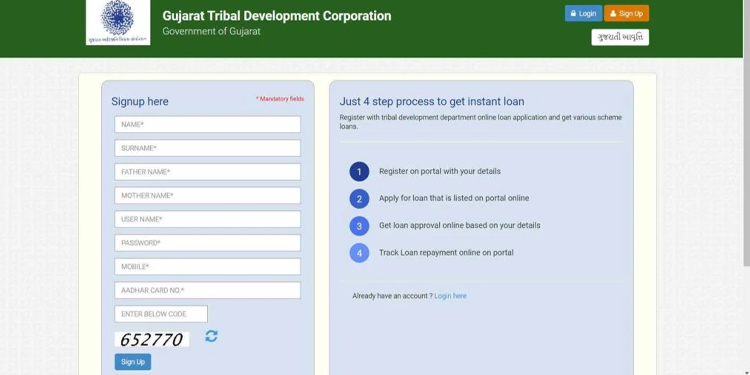 Gujarat Tribal Development Corporation
Government of Gujarat
Login
Sign Up
ગુજરાતી આવૃત્તિ
Signup here
* Mandatory fields
NAME*
SURNAME*
FATHER NAME*
MOTHER NAME*
USER NAME*
PASSWORD*
MOBILE*
AADHAR CARD NO.*
ENTER BELOW CODE
652770
Sign Up
Just 4 step process to get instant loan
Register with tribal development department online loan application and get various scheme
loans.
1 Register on portal with your details
2 Apply for loan that is listed on portal online
3 Get loan approval online based on your details
4 Track Loan repayment online on portal
Already have an account ? Login here